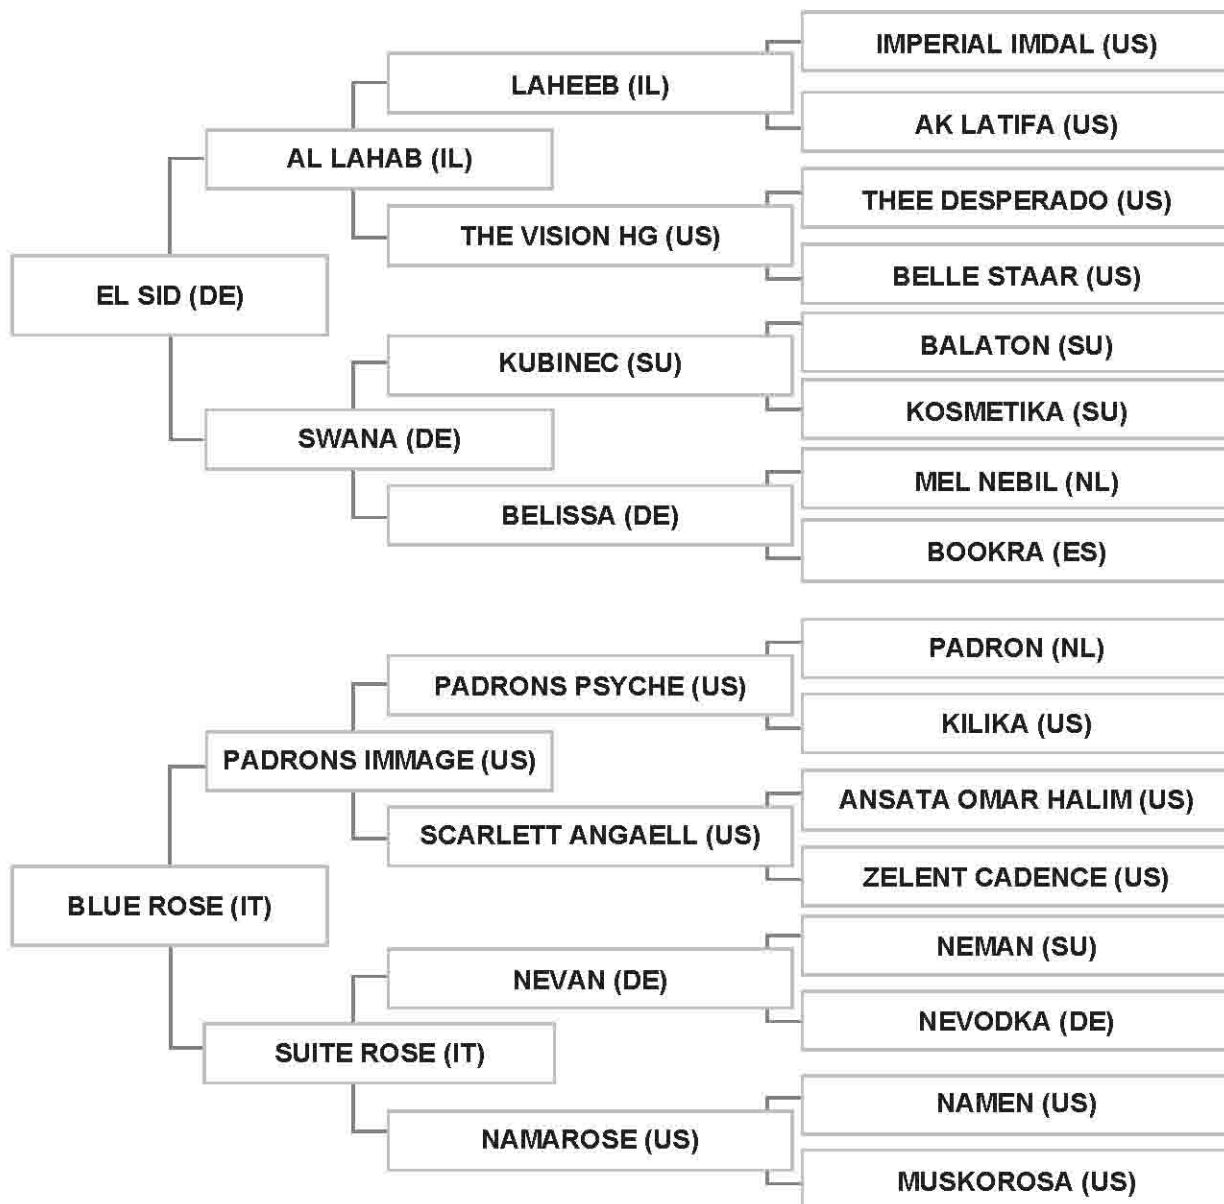 IMPERIAL IMDAL (US)
LAHEEB (IL)
AK LATIFA (US)
AL LAHAB (IL)
THEE DESPERADO (US)
THE VISION HG (US)
BELLE STAAR (US)
EL SID (DE)
BALATON (SU)
KUBINEC (SU)
KOSMETIKA (SU)
SWANA (DE)
MEL NEBIL (NL)
BELISSA (DE)
BOOKRA (ES)
PADRON (NL)
PADRONS PSYCHE (US)
KILIKA (US)
PADRONS IMMAGE (US)
ANSATA OMAR HALIM (US)
SCARLETT ANGAELL (US)
ZELENT CADENCE (US)
BLUE ROSE (IT)
NEMAN (SU)
NEVAN (DE)
NEVODKA (DE)
SUITE ROSE (IT)
NAMEN (US)
NAMAROSE (US)
MUSKOROSA (US)